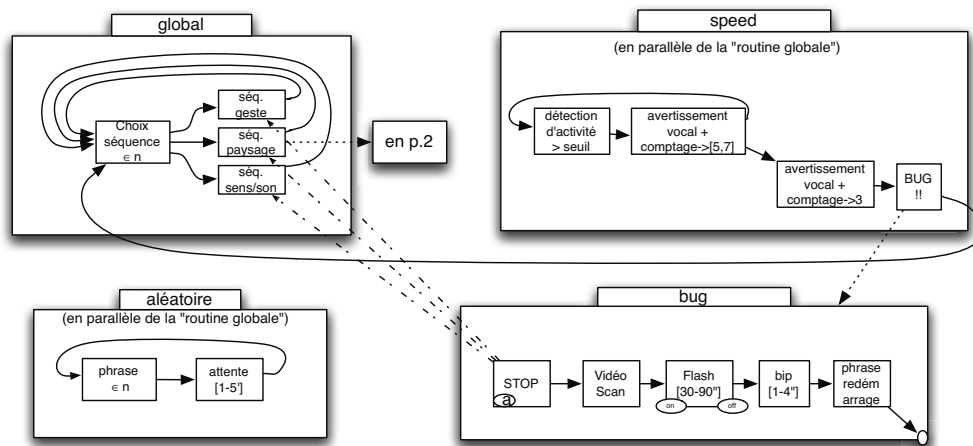 global
Choix
séquence
∈ n
séq.
geste
séq.
paysage
séq.
sens/son
en p.2
speed
(en parallèle de la "routine globale")
détection
d'activité
> seuil
avertissement
vocal +
comptage->[5,7]
avertissement
vocal +
comptage->3
BUG
!!
aléatoire
(en parallèle de la "routine globale")
phrase
∈ n
attente
[1-5']
bug
STOP
a
Vidéo
Scan
Flash
[30-90"]
on
off
bip
[1-4"]
phrase
redém
arrage